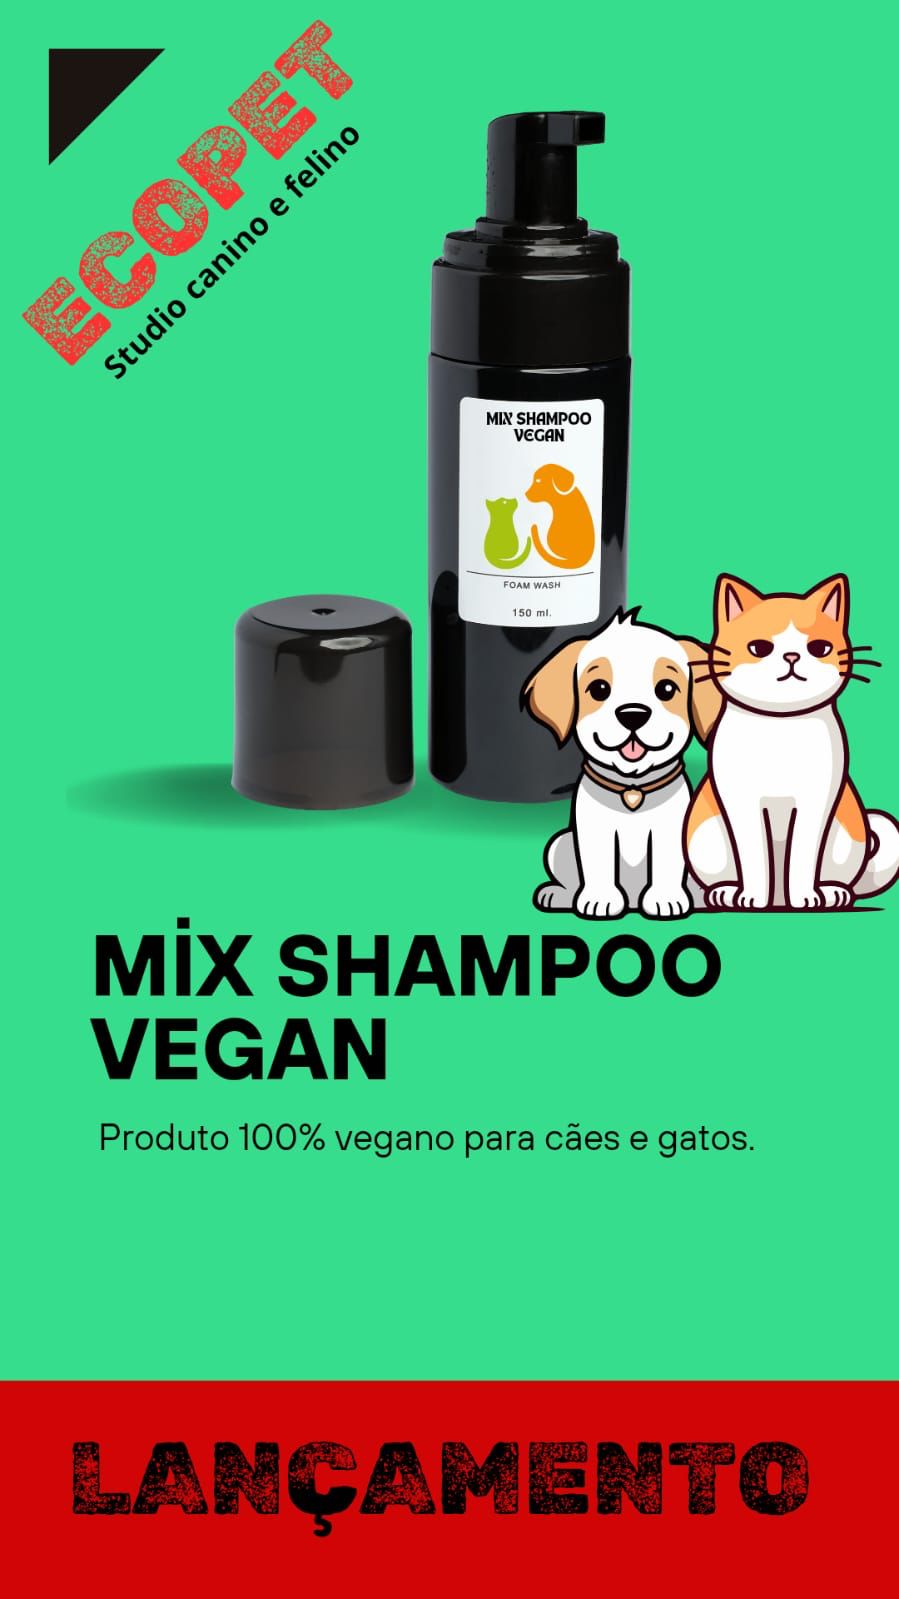 ECOPET
Studio canino e felino
MIX SHAMPOO
VEGAN
FOAM WASH
150 ml.
MİX SHAMPOO
VEGAN
Produto 100% vegano para cães e gatos.
LANÇAMENTO